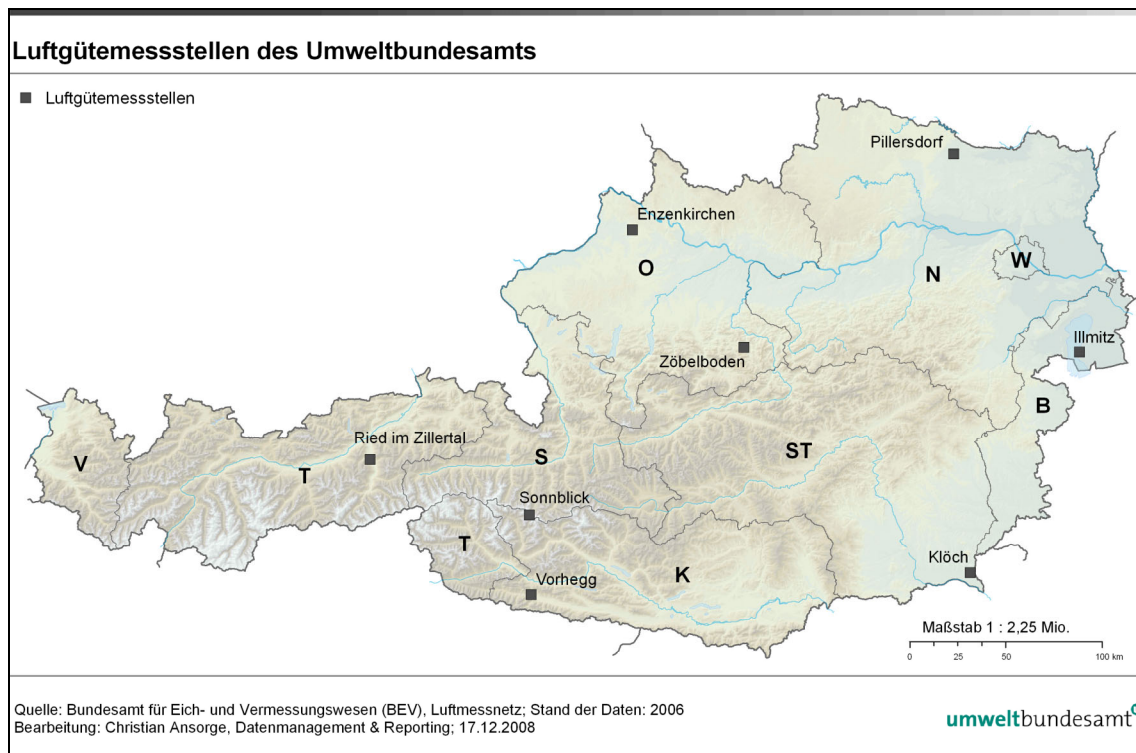 Luftgütemessstellen des Umweltbundesamts
Luftgütemessstellen
Pillersdorf
Enzenkirchen
O
N
W
Illmitz
Zöbelboden
B
Ried im Zillertal
V
T
S
ST
Sonnblick
T
K
Klöch
Vorhegg
Maßstab 1 : 2,25 Mio.
0 25 50 100 km
Quelle: Bundesamt für Eich- und Vermessungswesen (BEV), Luftmessnetz; Stand der Daten: 2006
Bearbeitung: Christian Ansorge, Datenmanagement & Reporting; 17.12.2008
umweltbundesamt